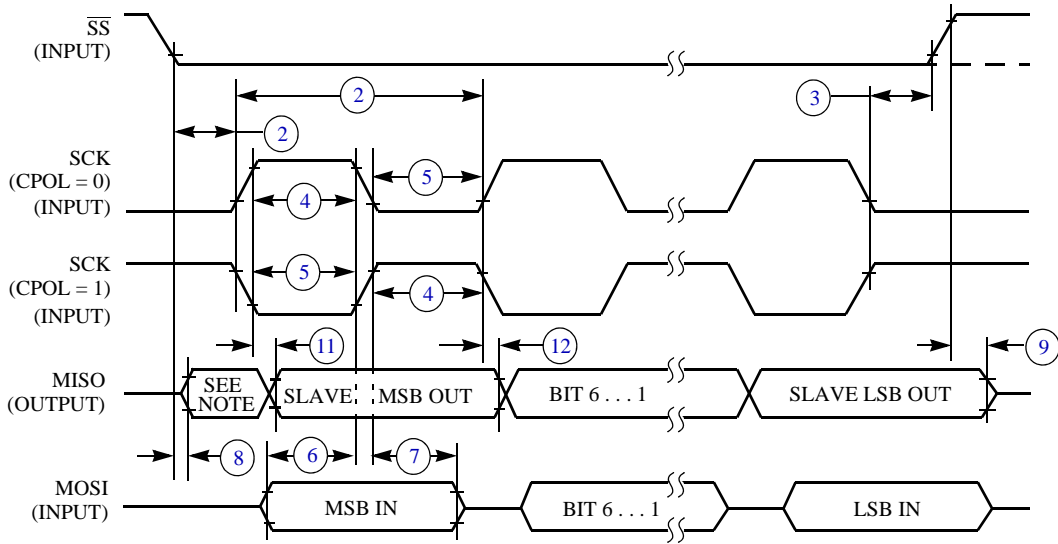 SS
(INPUT)
2
3
2
SCK
(CPOL = 0)
(INPUT)
5
4
SCK
(CPOL = 1)
(INPUT)
5
4
11
12
9
MISO
(OUTPUT)
SEE
NOTE
SLAVE MSB OUT
BIT 6 . . . 1
SLAVE LSB OUT
8
6
7
MOSI
(INPUT)
MSB IN
BIT 6 . . . 1
LSB IN